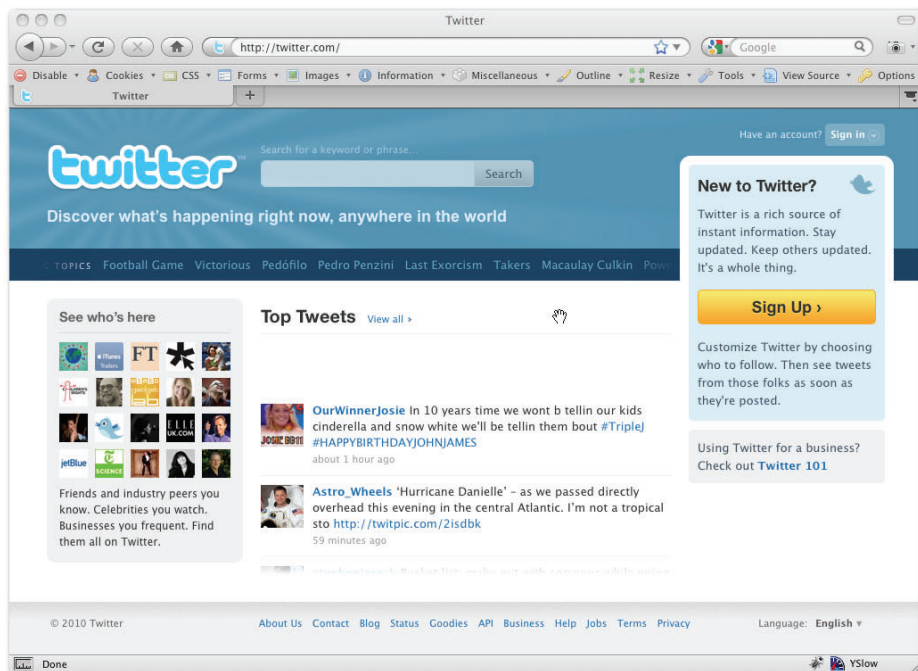 Twitter
http://twitter.com/
Google
Disable Cookies CSS Forms Images Information Miscellaneous Outline Resize Tools View Source Options
Twitter
Have an account? Sign in
twitter
Search for a keyword or phrase...
Search
Discover what's happening right now, anywhere in the world
TOPICS Football Game Victorious Pedófilo Pedro Penzini Last Exorcism Takers Macaulay Culkin
New to Twitter?
Twitter is a rich source of
instant information. Stay
updated. Keep others updated.
It's a whole thing.
Sign Up ›
Customize Twitter by choosing
who to follow. Then see tweets
from those folks as soon as
they're posted.
Using Twitter for a business?
Check out Twitter 101
See who's here
iTunes
Trailers
FT
WIRED
ELLE
UK.COM
jetBlue
SCIENCE
Friends and industry peers you
know. Celebrities you watch.
Businesses you frequent. Find
them all on Twitter.
Top Tweets View all ›
JOSIE BB11
OurWinnerJosie In 10 years time we wont b tellin our kids
cinderella and snow white we'll be tellin them bout #TripleJ
#HAPPYBIRTHDAYJOHNJAMES
about 1 hour ago
Astro_Wheels 'Hurricane Danielle' – as we passed directly
overhead this evening in the central Atlantic. I'm not a tropical
sto http://twitpic.com/2isdbk
59 minutes ago
© 2010 Twitter
About Us Contact Blog Status Goodies API Business Help Jobs Terms Privacy
Language: English
Done
YSlow